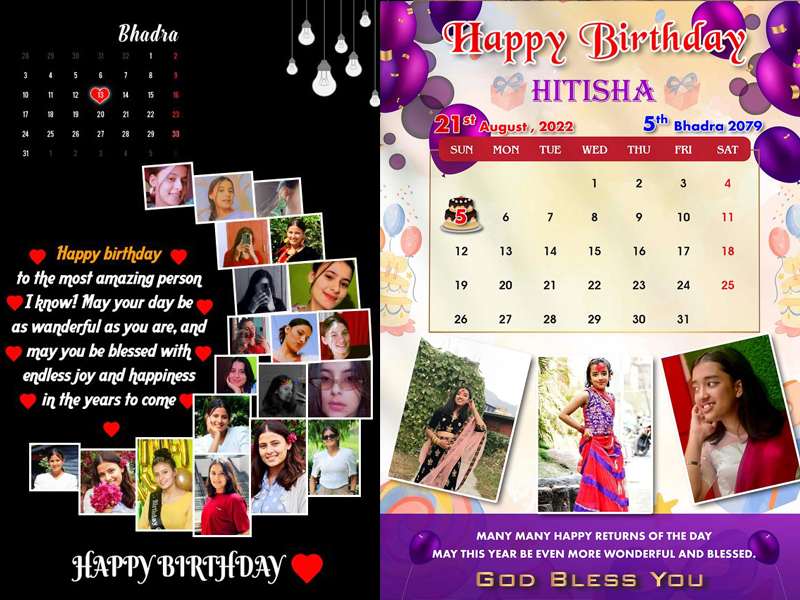 Bhadra
28 29 30 31 32 1 2
3 4 5 6 7 8 9
10 11 12 13 14 15 16
17 18 19 20 21 22 23
24 25 26 27 28 29 30
31 1 2 3 4 5 6
Happy birthday
to the most amazing person
I know! May your day be
as wanderful as you are, and
may you be blessed with
endless joy and happiness
in the years to come
HAPPY BIRTHDAY
Happy Birthday
HITISHA
21st August , 2022 5th Bhadra 2079
SUN MON TUE WED THU FRI SAT
1 2 3 4
5 6 7 8 9 10 11
12 13 14 15 16 17 18
19 20 21 22 23 24 25
26 27 28 29 30 31
MANY MANY HAPPY RETURNS OF THE DAY
MAY THIS YEAR BE EVEN MORE WONDERFUL AND BLESSED.
GOD BLESS YOU